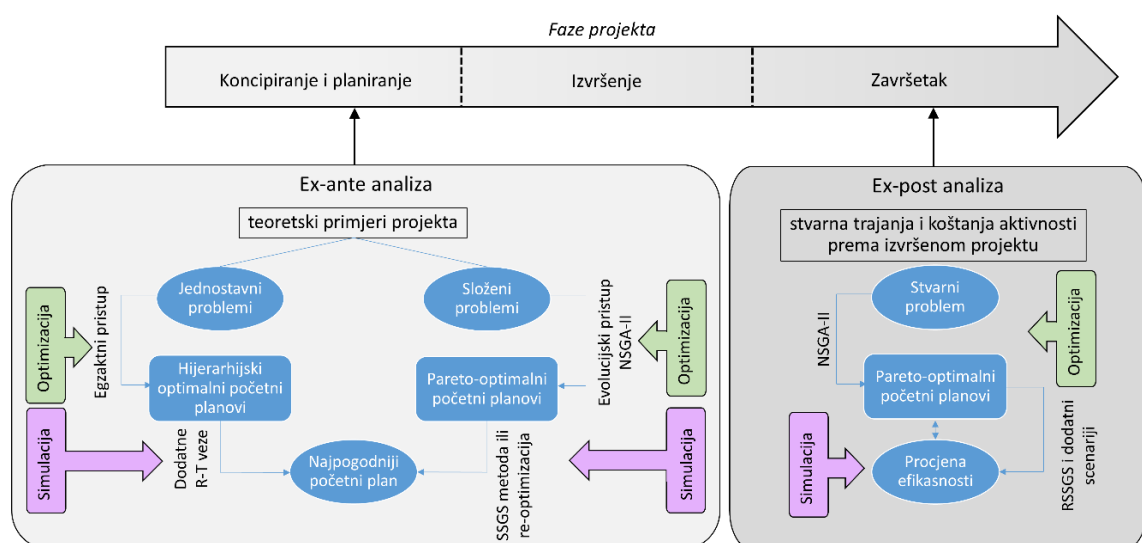 Faze projekta
Koncipiranje i planiranje
Izvršenje
Završetak
Ex-ante analiza
teoretski primjeri projekta
Jednostavni
problemi
Složeni
problemi
Optimizacija
Egzaktni pristup
Evolucijski pristup
NSGA-II
Optimizacija
Hijerarhijski
optimalni početni
planovi
Pareto-optimalni
početni planovi
Simulacija
Dodatne
R-T veze
Najpogodniji
početni plan
SSGS metoda ili
re-optimizacija
Simulacija
Ex-post analiza
stvarna trajanja i koštanja aktivnosti
prema izvršenom projektu
Stvarni
problem
NSGA-II
Optimizacija
Pareto-optimalni
početni planovi
Simulacija
Procjena
efikasnosti
RSSGS i dodatni
scenariji